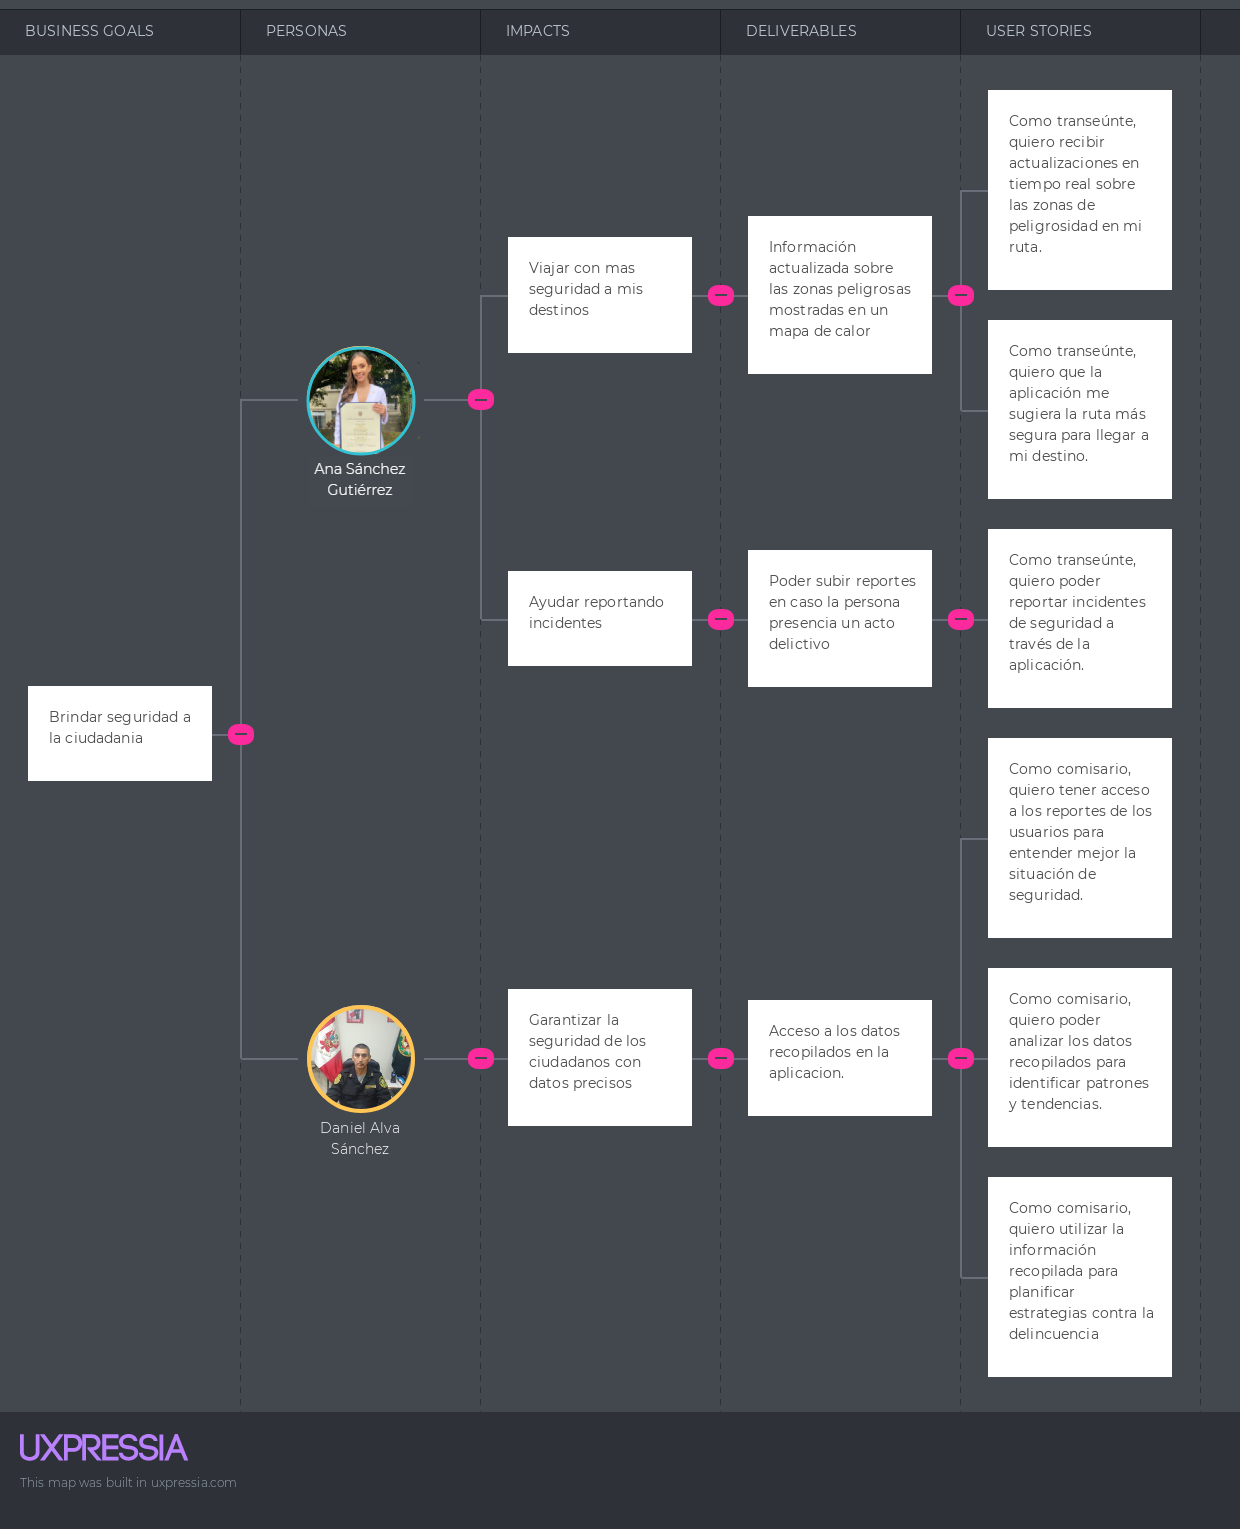 BUSINESS GOALS
PERSONAS
IMPACTS
DELIVERABLES
USER STORIES
Brindar seguridad a
la ciudadania
Ana Sánchez
Gutiérrez
Viajar con mas
seguridad a mis
destinos
Información
actualizada sobre
las zonas peligrosas
mostradas en un
mapa de calor
Como transeúnte,
quiero recibir
actualizaciones en
tiempo real sobre
las zonas de
peligrosidad en mi
ruta.
Como transeúnte,
quiero que la
aplicación me
sugiera la ruta más
segura para llegar a
mi destino.
Ayudar reportando
incidentes
Poder subir reportes
en caso la persona
presencia un acto
delictivo
Como transeúnte,
quiero poder
reportar incidentes
de seguridad a
través de la
aplicación.
Daniel Alva
Sánchez
Garantizar la
seguridad de los
ciudadanos con
datos precisos
Acceso a los datos
recopilados en la
aplicacion.
Como comisario,
quiero tener acceso
a los reportes de los
usuarios para
entender mejor la
situación de
seguridad.
Como comisario,
quiero poder
analizar los datos
recopilados para
identificar patrones
y tendencias.
Como comisario,
quiero utilizar la
información
recopilada para
planificar
estrategias contra la
delincuencia
UXPRESSIA
This map was built in uxpressia.com